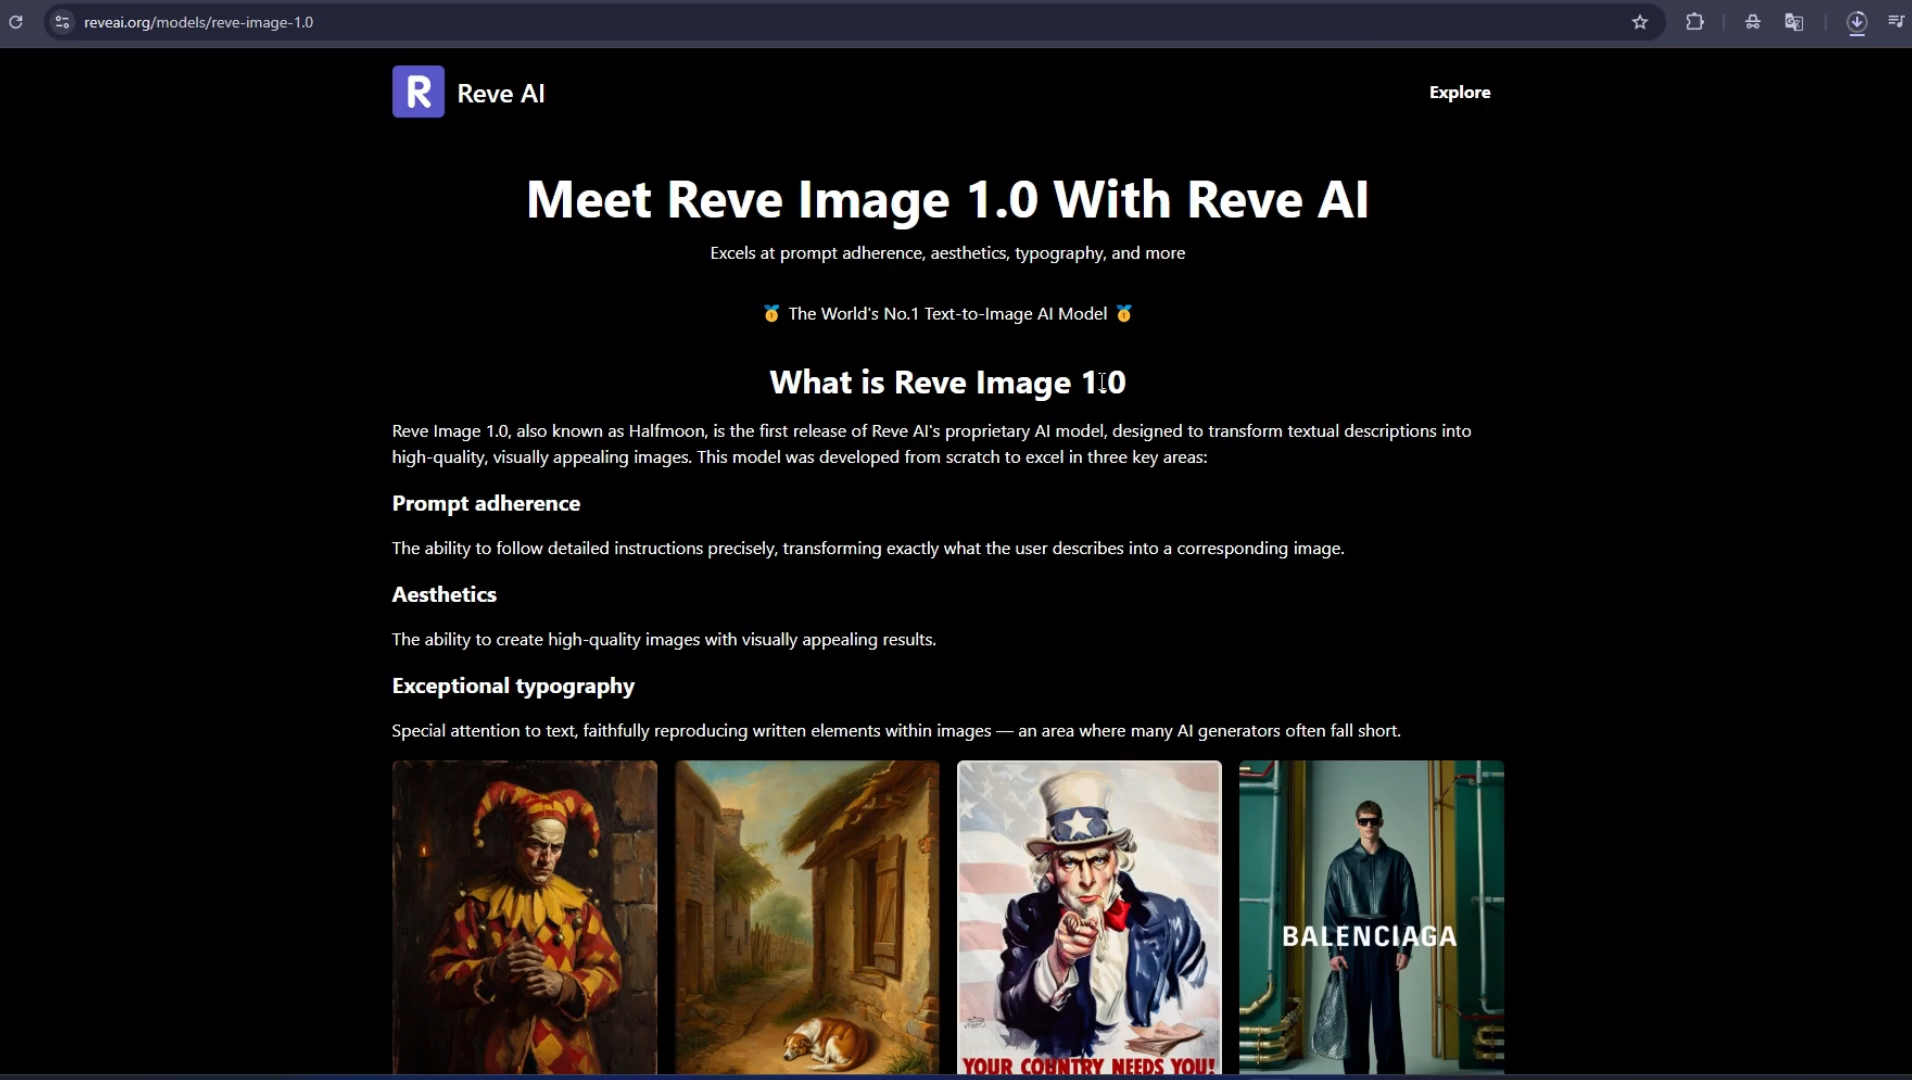 reveai.org/models/reve-image-1.0
R Reve AI
Explore
Meet Reve Image 1.0 With Reve AI
Excels at prompt adherence, aesthetics, typography, and more
🥇 The World's No.1 Text-to-Image AI Model 🥇
What is Reve Image 1.0
Reve Image 1.0, also known as Halfmoon, is the first release of Reve AI's proprietary AI model, designed to transform textual descriptions into
high-quality, visually appealing images. This model was developed from scratch to excel in three key areas:
Prompt adherence
The ability to follow detailed instructions precisely, transforming exactly what the user describes into a corresponding image.
Aesthetics
The ability to create high-quality images with visually appealing results.
Exceptional typography
Special attention to text, faithfully reproducing written elements within images — an area where many AI generators often fall short.
BALENCIAGA
YOUR COUNTRY NEEDS YOU!